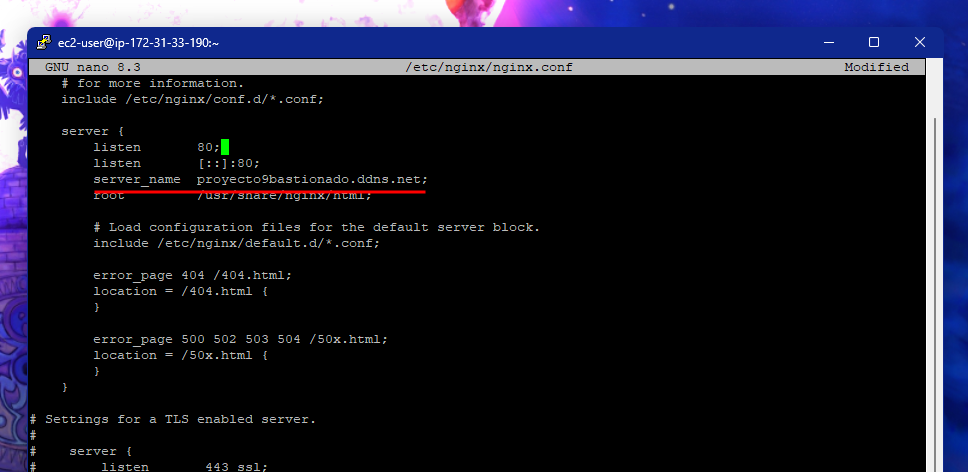 ec2-user@ip-172-31-33-190:~
GNU nano 8.3 /etc/nginx/nginx.conf Modified
# for more information.
include /etc/nginx/conf.d/*.conf;
server {
listen 80;
listen [::]:80;
server_name proyecto9bastionado.ddns.net;
root /usr/share/nginx/html;
# Load configuration files for the default server block.
include /etc/nginx/default.d/*.conf;
error_page 404 /404.html;
location = /404.html {
}
error_page 500 502 503 504 /50x.html;
location = /50x.html {
}
}
# Settings for a TLS enabled server.
#
# server {
# listen 443 ssl;